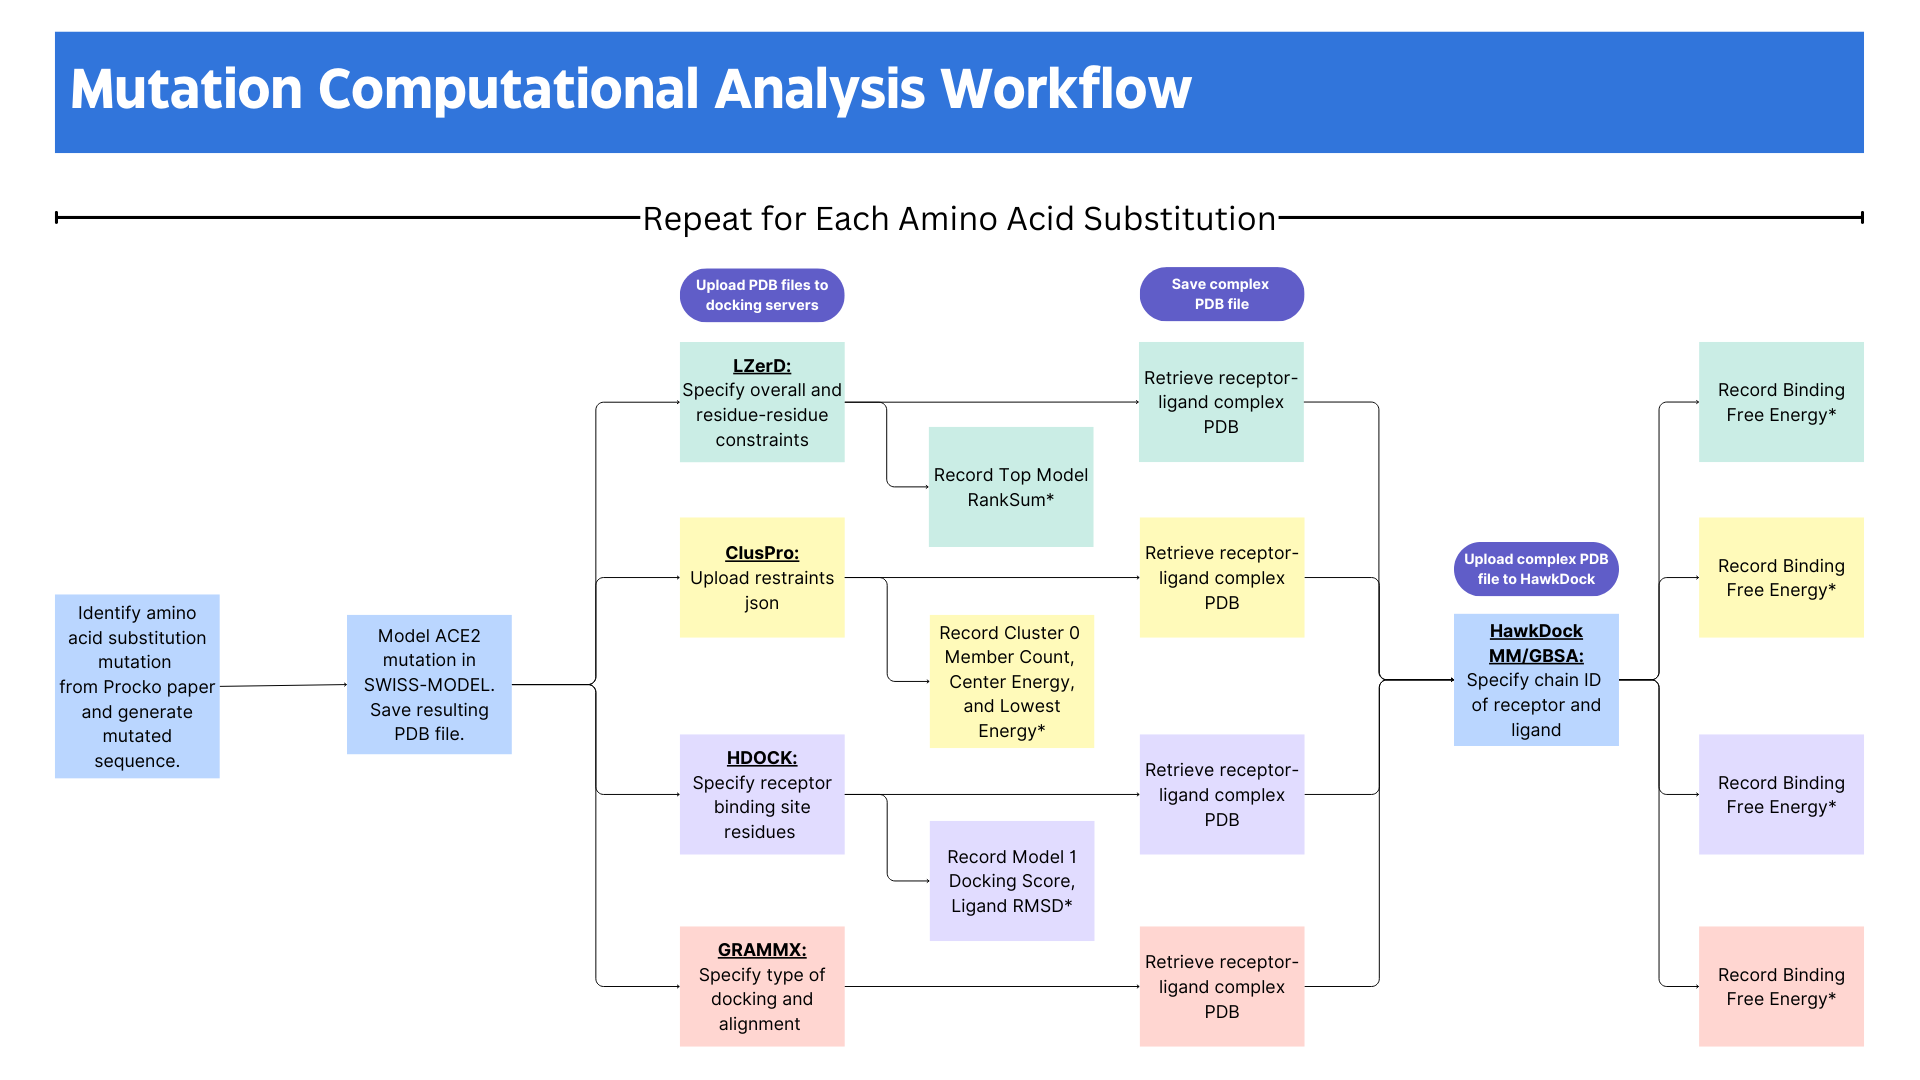 Mutation Computational Analysis Workflow
Repeat for Each Amino Acid Substitution
Identify amino
acid substitution
mutation
from Procko paper
and generate
mutated
sequence.
Model ACE2
mutation in
SWISS-MODEL.
Save resulting
PDB file.
Upload PDB files to
docking servers
LZerD:
Specify overall and
residue-residue
constraints
Record Top Model
RankSum*
ClusPro:
Upload restraints
json
Record Cluster 0
Member Count,
Center Energy,
and Lowest
Energy*
HDOCK:
Specify receptor
binding site
residues
Record Model 1
Docking Score,
Ligand RMSD*
GRAMMX:
Specify type of
docking and
alignment
Save complex
PDB file
Retrieve receptor-
ligand complex
PDB
Retrieve receptor-
ligand complex
PDB
Retrieve receptor-
ligand complex
PDB
Retrieve receptor-
ligand complex
PDB
Upload complex PDB
file to HawkDock
HawkDock
MM/GBSA:
Specify chain ID
of receptor and
ligand
Record Binding
Free Energy*
Record Binding
Free Energy*
Record Binding
Free Energy*
Record Binding
Free Energy*